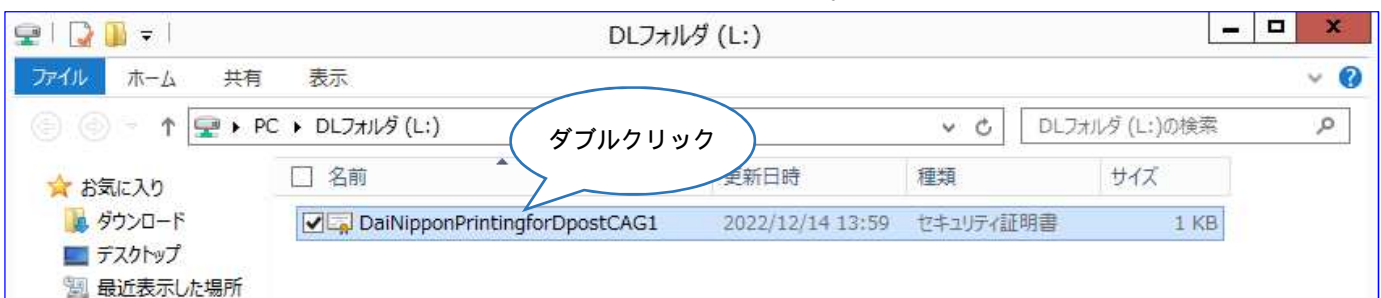 DLフォルダ (L:)
ファイル ホーム 共有 表示
PC DLフォルダ (L:) DLフォルダ (L:)の検索
ダブルクリック
お気に入り 名前 更新日時 種類 サイズ
ダウンロード DaiNipponPrintingforDpostCAG1 2022/12/14 13:59 セキュリティ証明書 1 KB
デスクトップ
最近表示した場所